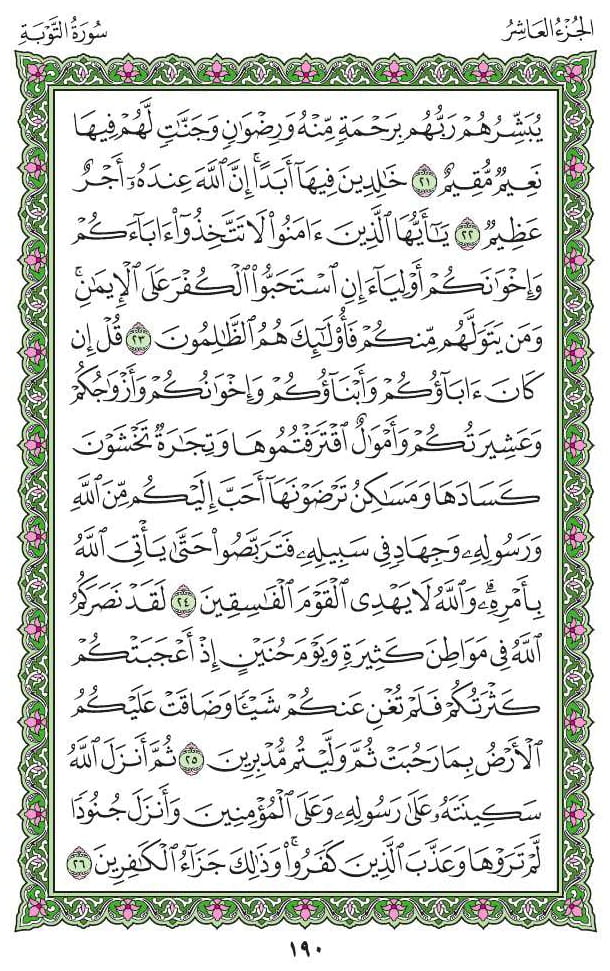 الجُزْءُ العَاشِرُ
سُورَةُ التَّوْبَةِ
يُبَشِّرُهُمْ رَبُّهُم بِرَحْمَةٍ مِّنْهُ وَرِضْوَٰنٍ وَجَنَّٰتٍ لَّهُمْ فِيهَا
نَعِيمٌ مُّقِيمٌ ٢١ خَٰلِدِينَ فِيهَآ أَبَدًا ۚ إِنَّ ٱللَّهَ عِندَهُۥٓ أَجْرٌ
عَظِيمٌ ٢٢ يَٰٓأَيُّهَا ٱلَّذِينَ ءَامَنُوا۟ لَا تَتَّخِذُوٓا۟ ءَابَآءَكُمْ
وَإِخْوَٰنَكُمْ أَوْلِيَآءَ إِنِ ٱسْتَحَبُّوا۟ ٱلْكُفْرَ عَلَى ٱلْإِيمَٰنِ ۚ
وَمَن يَتَوَلَّهُم مِّنكُمْ فَأُو۟لَٰٓئِكَ هُمُ ٱلظَّٰلِمُونَ ٢٣ قُلْ إِن
كَانَ ءَابَآؤُكُمْ وَأَبْنَآؤُكُمْ وَإِخْوَٰنُكُمْ وَأَزْوَٰجُكُمْ
وَعَشِيرَتُكُمْ وَأَمْوَٰلٌ ٱقْتَرَفْتُمُوهَا وَتِجَٰرَةٌ تَخْشَوْنَ
كَسَادَهَا وَمَسَٰكِنُ تَرْضَوْنَهَآ أَحَبَّ إِلَيْكُم مِّنَ ٱللَّهِ
وَرَسُولِهِۦ وَجِهَادٍ فِى سَبِيلِهِۦ فَتَرَبَّصُوا۟ حَتَّىٰ يَأْتِىَ ٱللَّهُ
بِأَمْرِهِۦ ۗ وَٱللَّهُ لَا يَهْدِى ٱلْقَوْمَ ٱلْفَٰسِقِينَ ٢٤ لَقَدْ نَصَرَكُمُ
ٱللَّهُ فِى مَوَاطِنَ كَثِيرَةٍ وَيَوْمَ حُنَيْنٍ إِذْ أَعْجَبَتْكُمْ
كَثْرَتُكُمْ فَلَمْ تُغْنِ عَنكُمْ شَيْـًٔا وَضَاقَتْ عَلَيْكُمُ
ٱلْأَرْضُ بِمَا رَحُبَتْ ثُمَّ وَلَّيْتُم مُّدْبِرِينَ ٢٥ ثُمَّ أَنزَلَ ٱللَّهُ
سَكِينَتَهُۥ عَلَىٰ رَسُولِهِۦ وَعَلَى ٱلْمُؤْمِنِينَ وَأَنزَلَ جُنُودًا
لَّمْ تَرَوْهَا وَعَذَّبَ ٱلَّذِينَ كَفَرُوا۟ ۚ وَذَٰلِكَ جَزَآءُ ٱلْكَٰفِرِينَ ٢٦
١٩٠